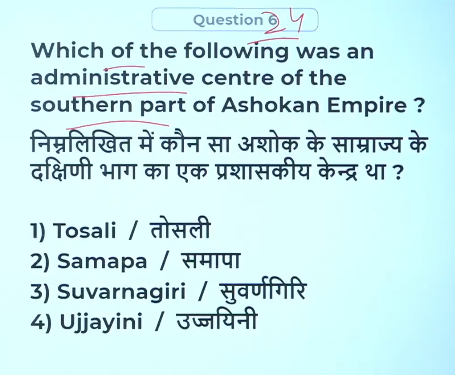 Question 6
24
Which of the following was an
administrative centre of the
southern part of Ashokan Empire ?
निम्नलिखित में कौन सा अशोक के साम्राज्य के
दक्षिणी भाग का एक प्रशासकीय केन्द्र था ?
1) Tosali / तोसली
2) Samapa / समापा
3) Suvarnagiri / सुवर्णगिरि
4) Ujjayini / उज्जयिनी